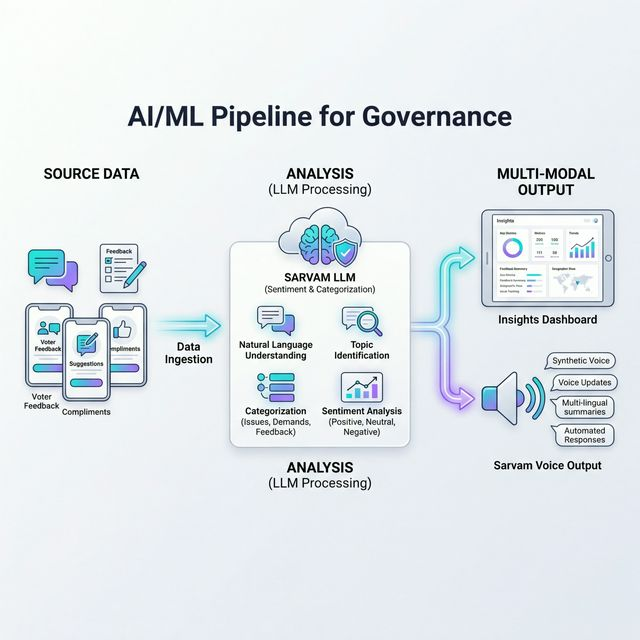 AI/ML Pipeline for Governance
SOURCE DATA
Feedback
Voter
Feedback
Suggestions
Compliments
Voter
Feedback
Compliments
Data
Ingestion
ANALYSIS
(LLM Processing)
SARVAM LLM
(Sentiment & Categorization)
Natural Language
Understanding
Topic
Identification
Categorization
(Issues, Demands,
Feedback)
Sentiment Analysis
(Positive, Neutral,
Negative)
ANALYSIS
(LLM Processing)
MULTI-MODAL
OUTPUT
Insights
Metrics
Trends
200
100
Insights Dashboard
Synthetic Voice
Voice Updates
Multi-lingual
summaries
Automated
Responses
Sarvam Voice Output